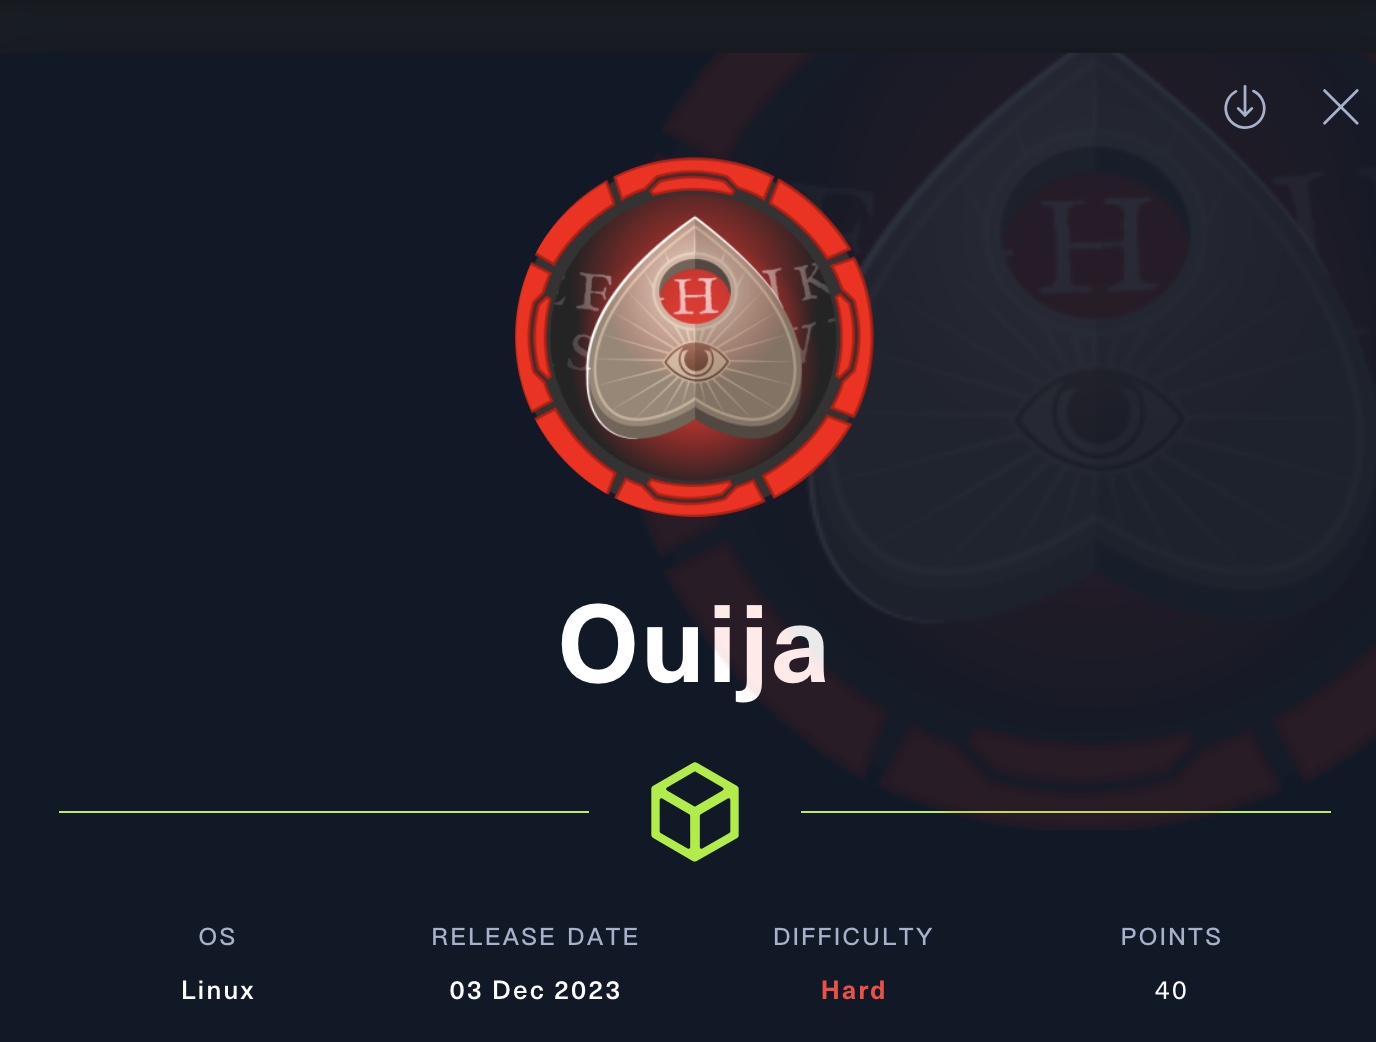 E F H I K
S V
Ouija
OS RELEASE DATE DIFFICULTY POINTS
Linux 03 Dec 2023 Hard 40